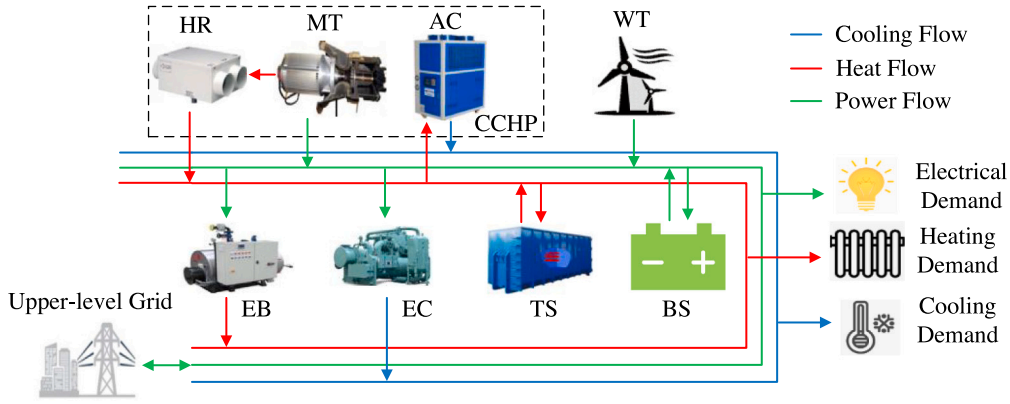 HR
MT
AC
WT
Cooling Flow
Heat Flow
Power Flow
CCHP
Electrical
Demand
Heating
Demand
Cooling
Demand
EB
EC
TS
BS
Upper-level Grid